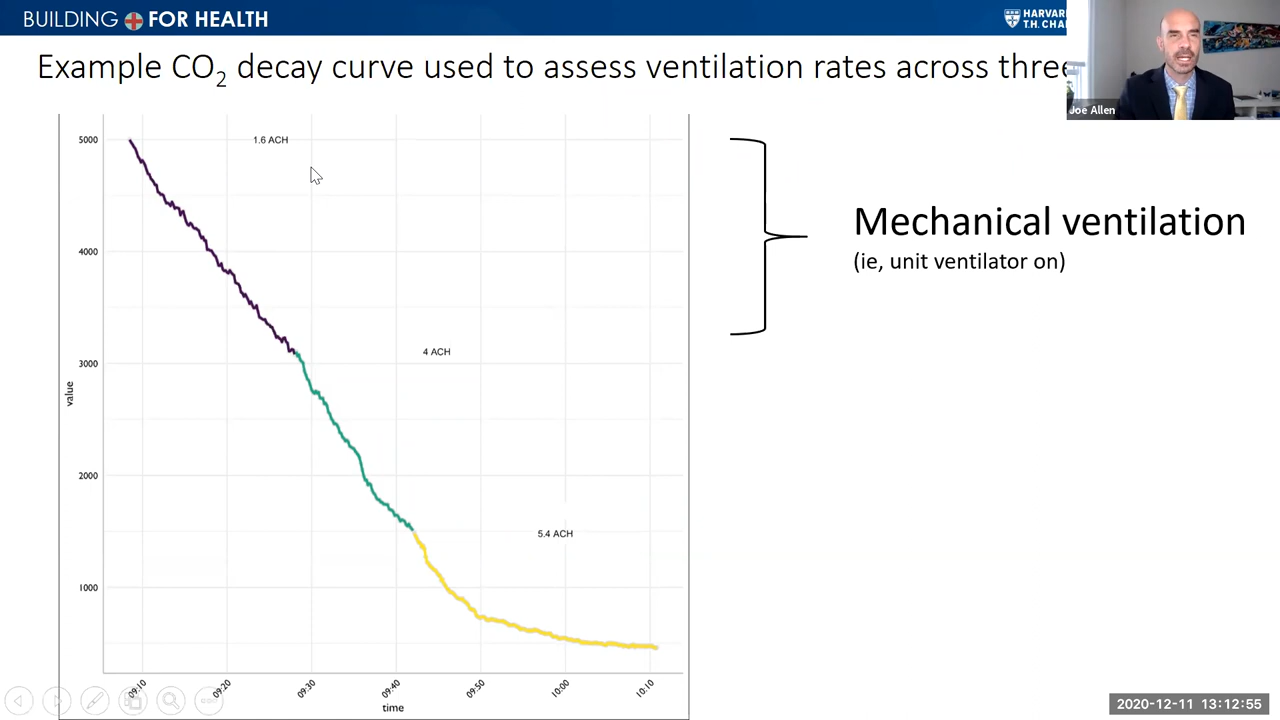 BUILDING FOR HEALTH
HARVAR
T.H. CHA
Example CO₂ decay curve used to assess ventilation rates across three
Joe Allen
5000
4000
3000
2000
1000
value
1.6 ACH
4 ACH
5.4 ACH
09:10
09:20
09:30
09:40
09:50
10:00
10:10
time
Mechanical ventilation
(ie, unit ventilator on)
2020-12-11 13:12:55